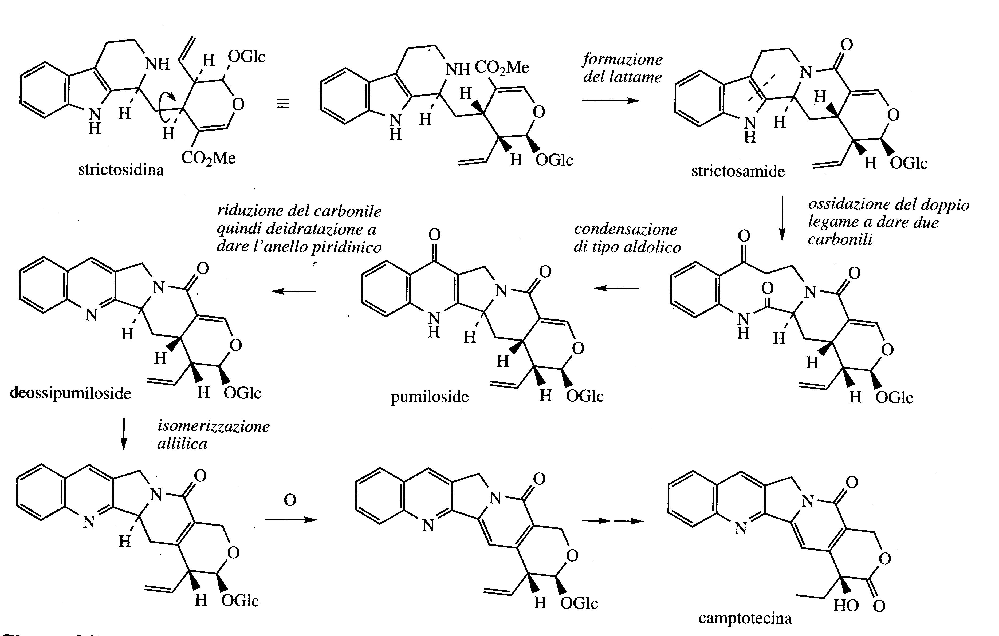 NH
H
OGlc
O
N
H
H
H
CO2Me
strictosidina
≡
NH
CO2Me
H
O
N
H
H
H
OGlc
formazione
del lattame
O
N
H
O
N
H
H
H
OGlc
strictosamide
ossidazione del doppio
legame a dare due
carbonili
O
O
O
N
N
H
H
O
H
H
OGlc
condensazione
di tipo aldolico
O
O
N
N
H
H
O
H
H
OGlc
pumiloside
riduzione del carbonile
quindi deidratazione a
dare l'anello piridinico
O
N
N
H
O
H
H
OGlc
deossipumiloside
isomerizzazione
allilica
O
N
N
H
O
H
OGlc
O
O
N
N
O
H
OGlc
O
N
N
O
HO
O
camptotecina